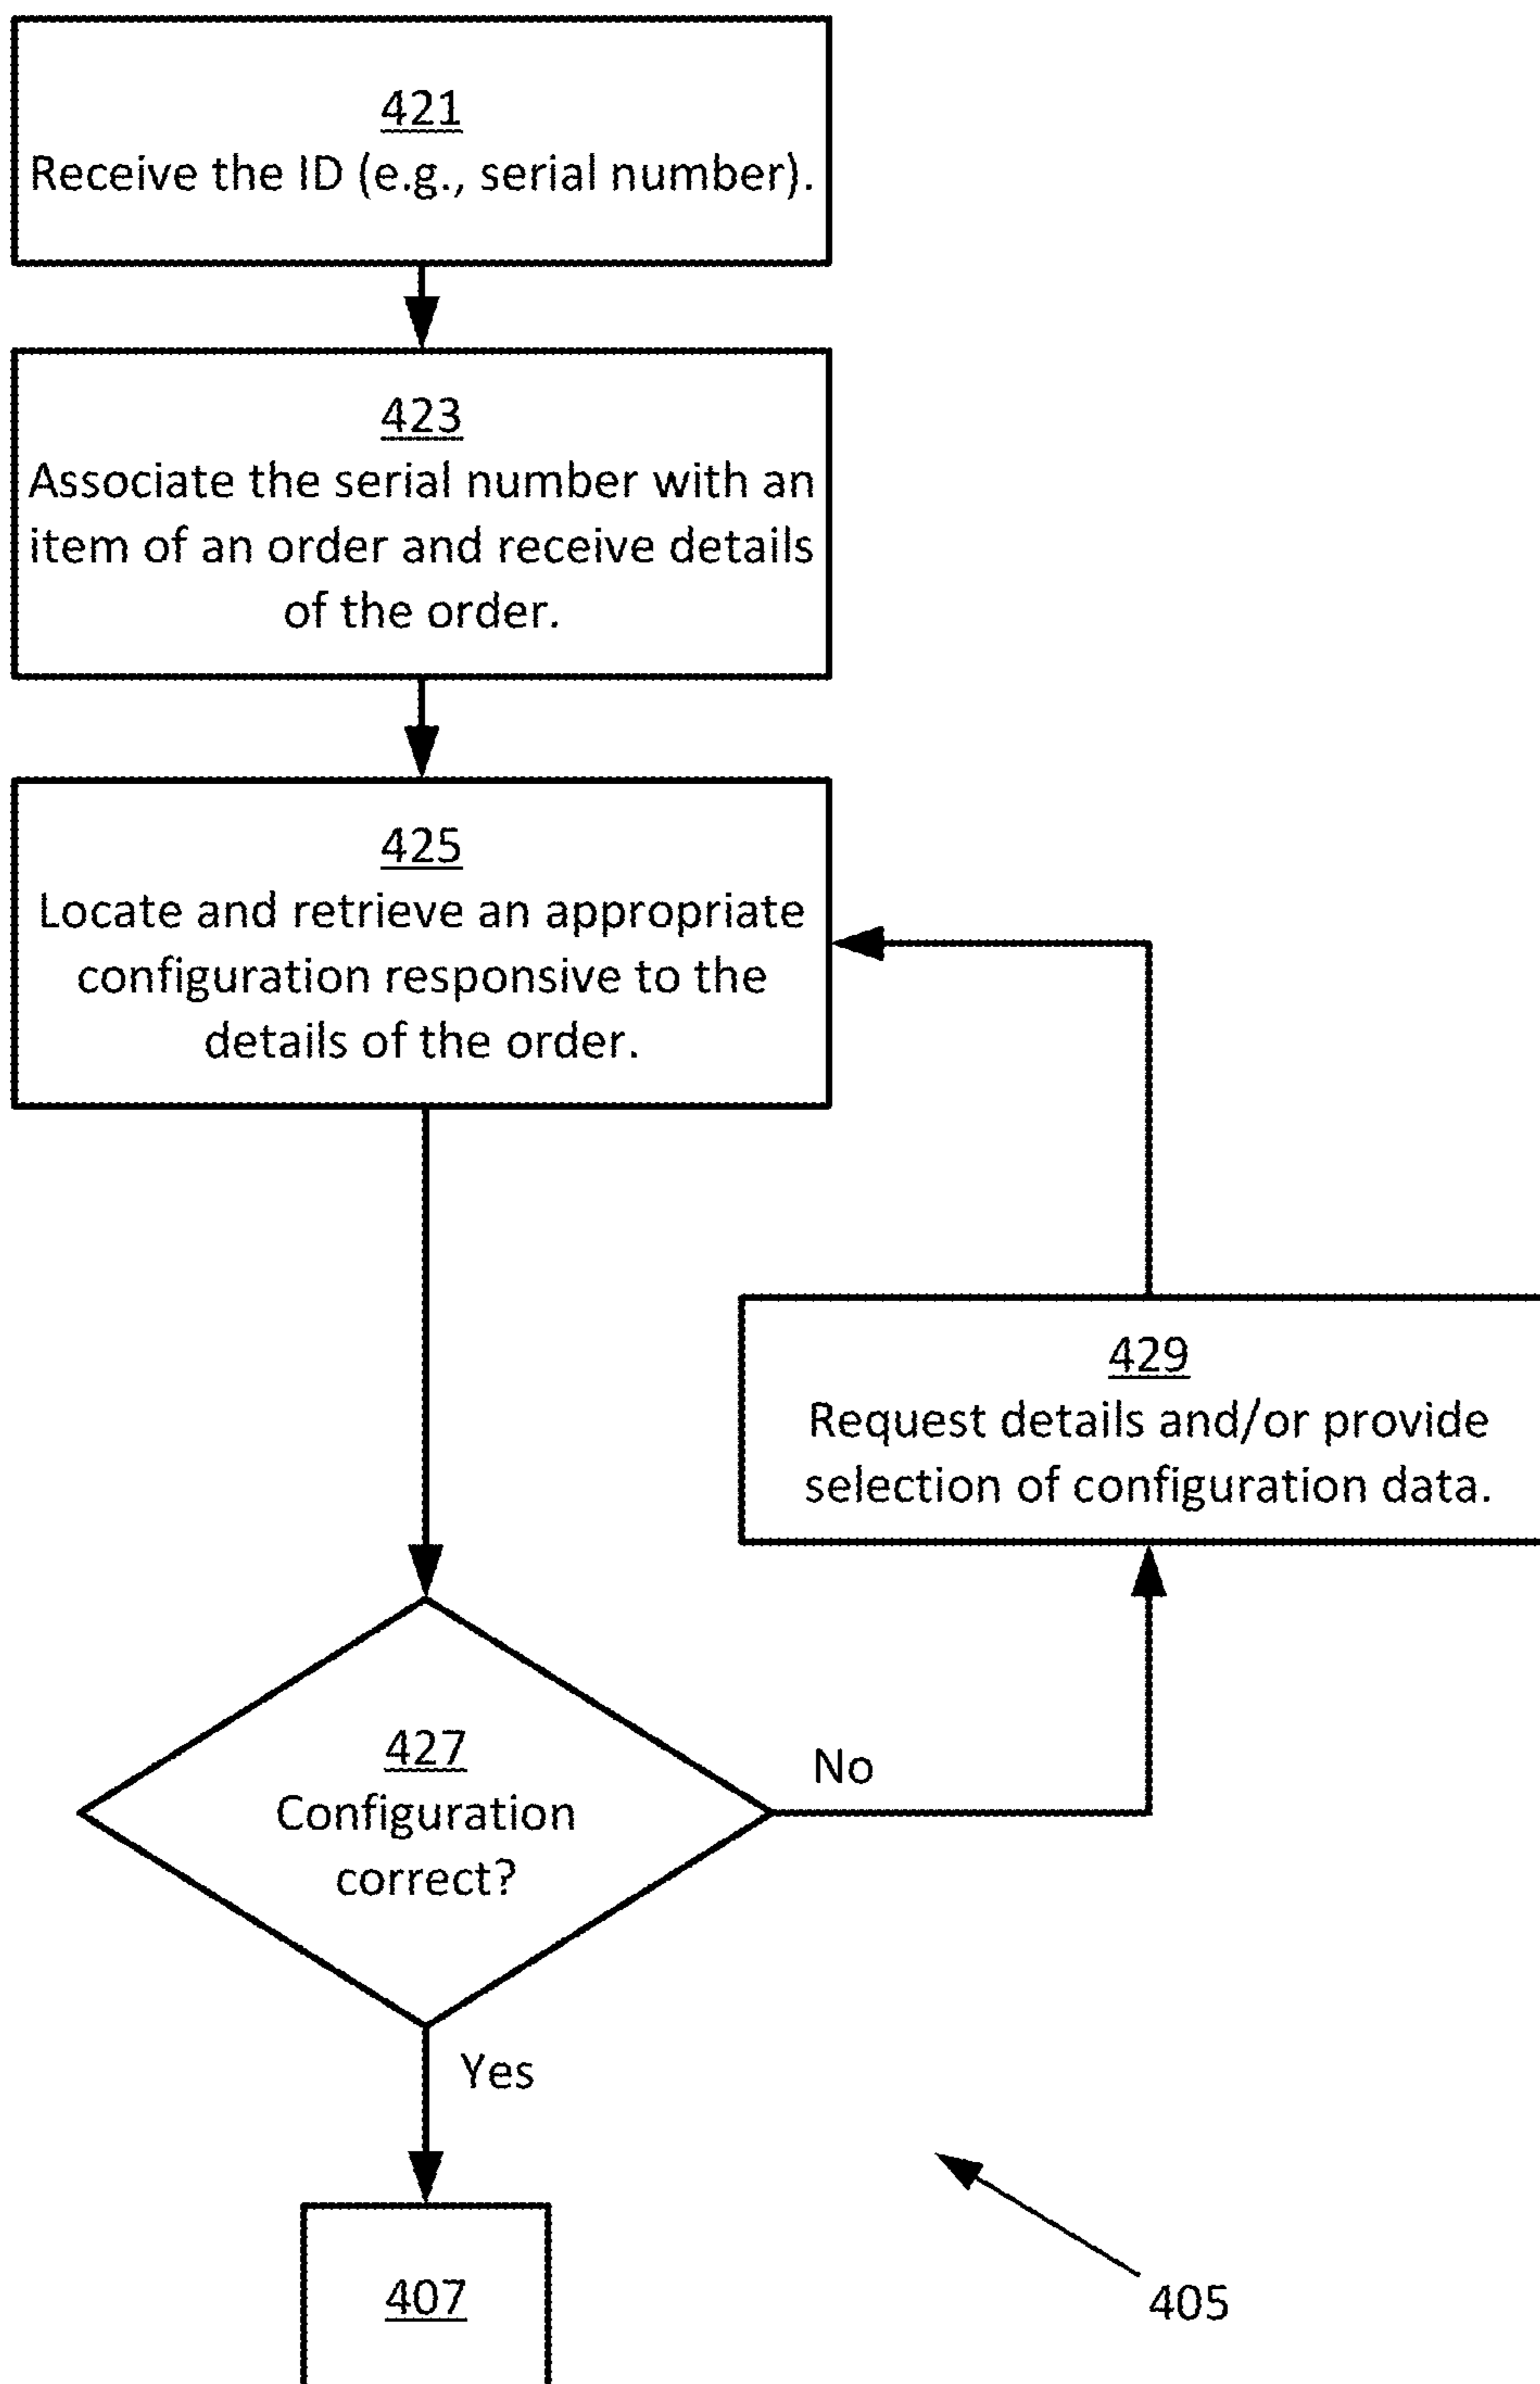 421
Receive the ID (e.g., serial number).
423
Associate the serial number with an
item of an order and receive details
of the order.
425
Locate and retrieve an appropriate
configuration responsive to the
details of the order.
429
Request details and/or provide
selection of configuration data.
427
Configuration
correct?
No
Yes
407
405